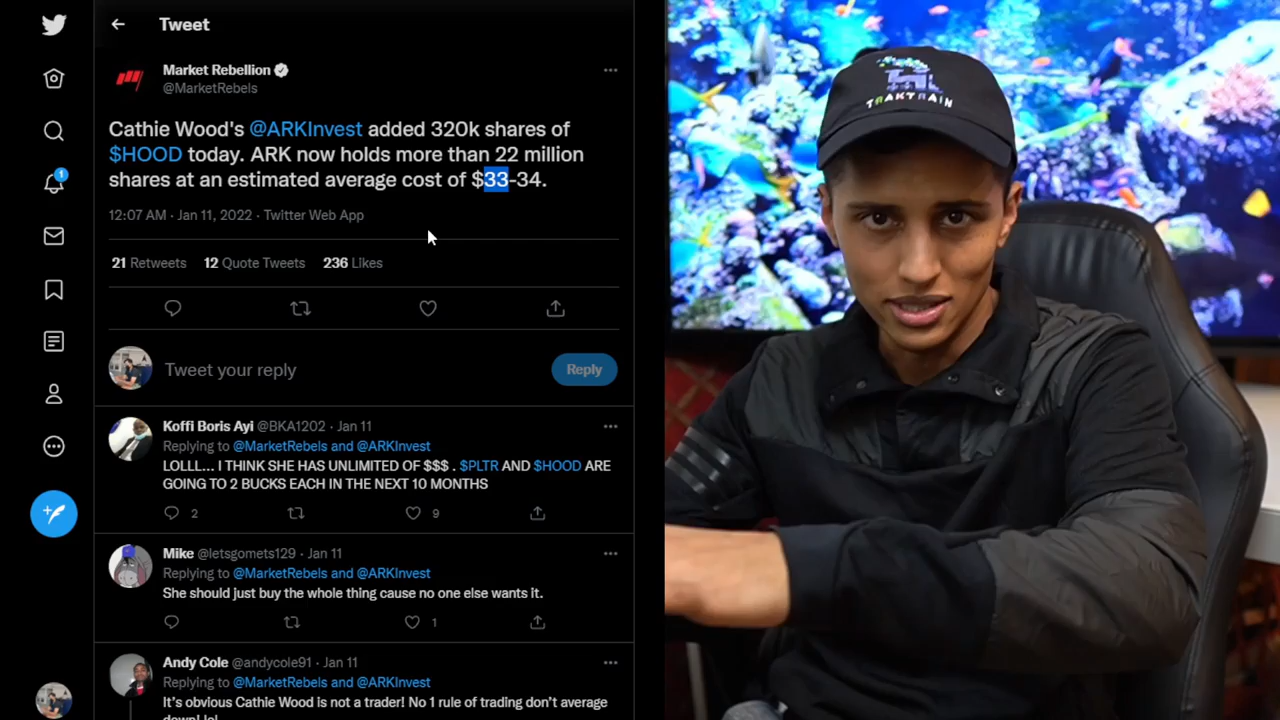 Tweet
Market Rebellion
@MarketRebels
Cathie Wood's @ARKInvest added 320k shares of
$HOOD today. ARK now holds more than 22 million
shares at an estimated average cost of $33-34.
12:07 AM · Jan 11, 2022 · Twitter Web App
21 Retweets 12 Quote Tweets 236 Likes
Tweet your reply
Reply
1
Koffi Boris Ayi @BKA1202 · Jan 11
Replying to @MarketRebels and @ARKInvest
LOLLL... I THINK SHE HAS UNLIMITED OF $$$ . $PLTR AND $HOOD ARE
GOING TO 2 BUCKS EACH IN THE NEXT 10 MONTHS
2 9
Mike @letsgomets129 · Jan 11
Replying to @MarketRebels and @ARKInvest
She should just buy the whole thing cause no one else wants it.
1
Andy Cole @andycole91 · Jan 11
Replying to @MarketRebels and @ARKInvest
It's obvious Cathie Wood is not a trader! No 1 rule of trading don't average
down! lol
TRAKTRAIN